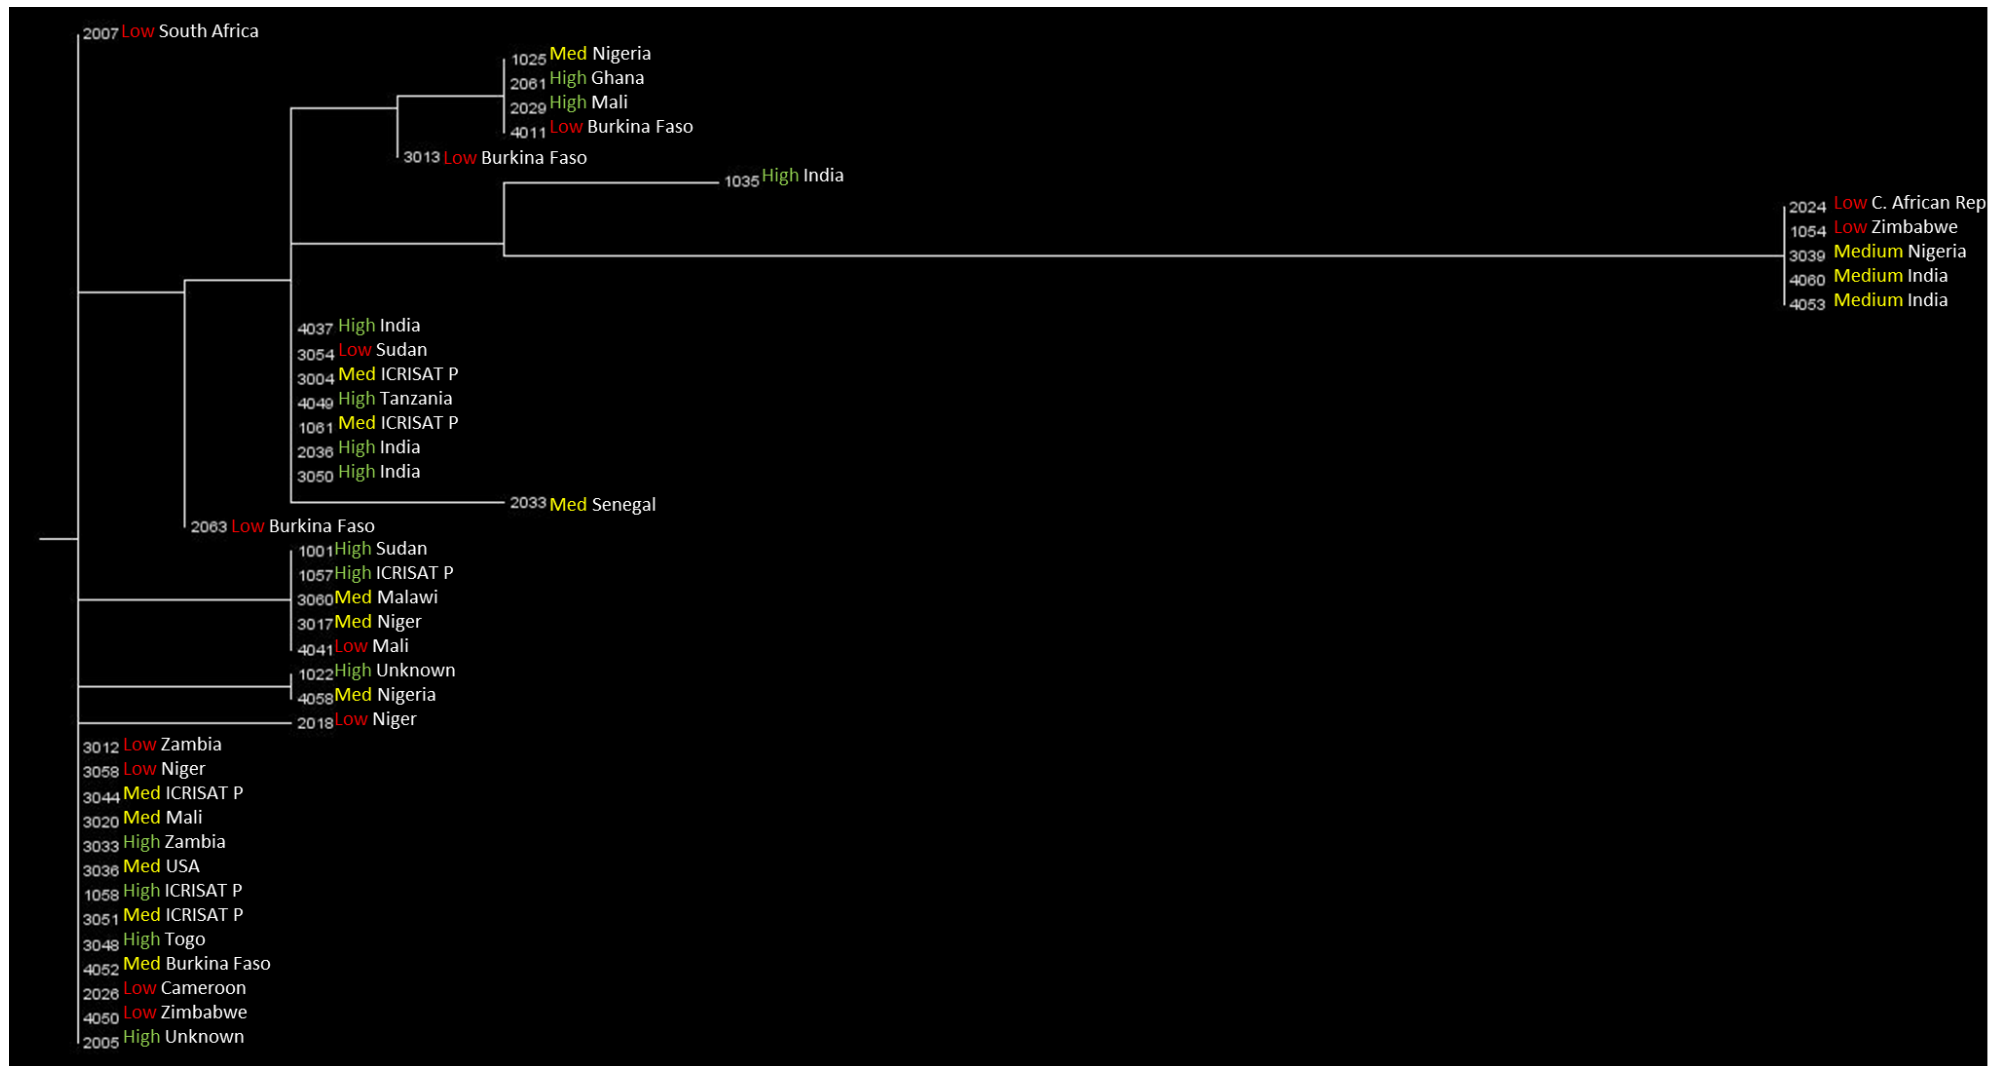 2007 Low South Africa
1025 Med Nigeria
2061 High Ghana
2029 High Mali
4011 Low Burkina Faso
3013 Low Burkina Faso
1035 High India
2024 Low C. African Rep
1054 Low Zimbabwe
3039 Medium Nigeria
4060 Medium India
4053 Medium India
4037 High India
3054 Low Sudan
3004 Med ICRISAT P
4049 High Tanzania
1061 Med ICRISAT P
2036 High India
3050 High India
2033 Med Senegal
2063 Low Burkina Faso
1001 High Sudan
1057 High ICRISAT P
3060 Med Malawi
3017 Med Niger
4041 Low Mali
1022 High Unknown
4058 Med Nigeria
2018 Low Niger
3012 Low Zambia
3058 Low Niger
3044 Med ICRISAT P
3020 Med Mali
3033 High Zambia
3036 Med USA
1058 High ICRISAT P
3051 Med ICRISAT P
3048 High Togo
4052 Med Burkina Faso
2026 Low Cameroon
4050 Low Zimbabwe
2005 High Unknown